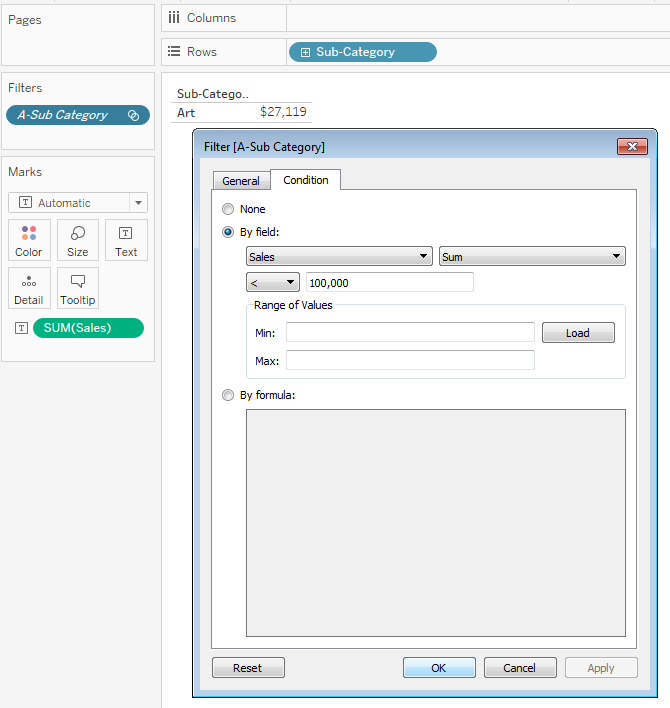 Pages
Columns
Rows
Sub-Category
Filters
A-Sub Category
Sub-Catego..
Art $27,119
Marks
T Automatic
Color
Size
T
Text
Detail
Tooltip
T SUM(Sales)
Filter [A-Sub Category]
General
Condition
None
By field:
Sales
Sum
<
100,000
Range of Values
Min:
Load
Max:
By formula:
Reset
OK
Cancel
Apply